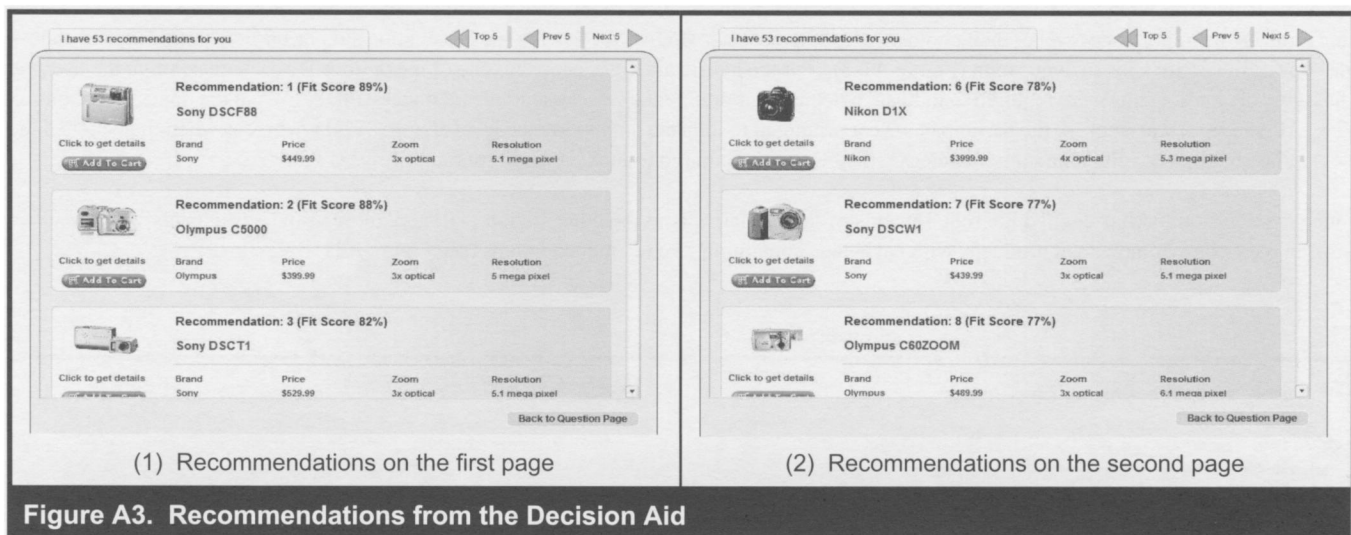 I have 53 recommendations for you
Top 5 Prev 5 Next 5
Recommendation: 1 (Fit Score 89%)
Sony DSCF88
Click to get details Brand Price Zoom Resolution
Add To Cart Sony $449.99 3x optical 5.1 mega pixel
Recommendation: 2 (Fit Score 88%)
Olympus C5000
Click to get details Brand Price Zoom Resolution
Add To Cart Olympus $399.99 3x optical 5 mega pixel
Recommendation: 3 (Fit Score 82%)
Sony DSCT1
Click to get details Brand Price Zoom Resolution
Sony $529.99 3x optical 5.1 mega pixel
Back to Question Page
(1) Recommendations on the first page
I have 53 recommendations for you
Top 5 Prev 5 Next 5
Recommendation: 6 (Fit Score 78%)
Nikon D1X
Click to get details Brand Price Zoom Resolution
Add To Cart Nikon $3999.99 4x optical 5.3 mega pixel
Recommendation: 7 (Fit Score 77%)
Sony DSCW1
Click to get details Brand Price Zoom Resolution
Add To Cart Sony $439.99 3x optical 5.1 mega pixel
Recommendation: 8 (Fit Score 77%)
Olympus C60ZOOM
Click to get details Brand Price Zoom Resolution
Olympus $489.99 3x optical 6.1 mega pixel
Back to Question Page
(2) Recommendations on the second page
Figure A3. Recommendations from the Decision Aid